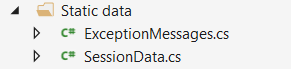 Static data
C# ExceptionMessages.cs
C# SessionData.cs